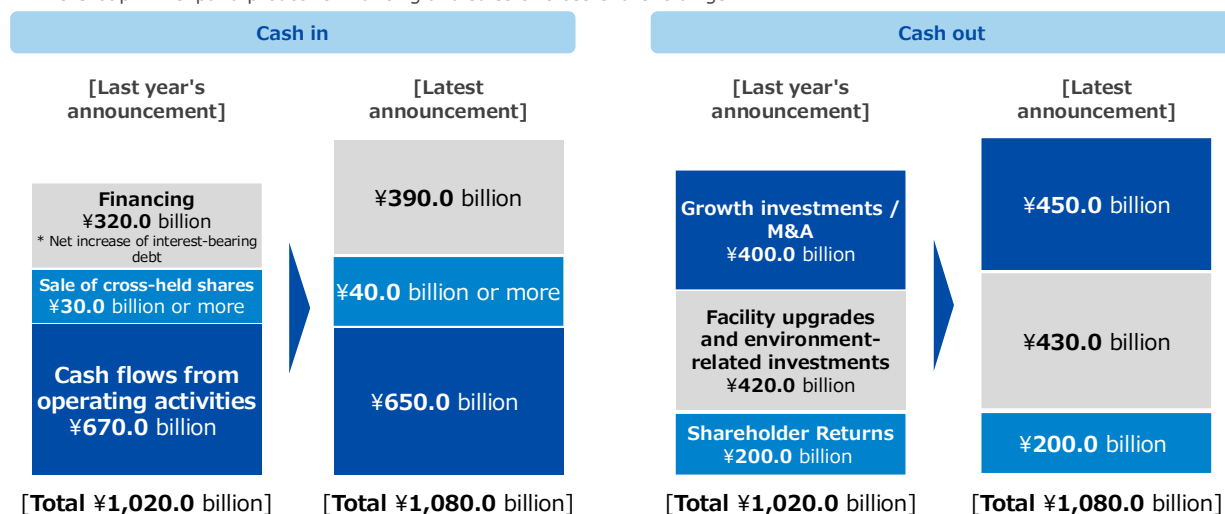 Cash in
[Last year's
announcement]
[Latest
announcement]
Financing
¥320.0 billion
* Net increase of interest-bearing
debt
Sale of cross-held shares
¥30.0 billion or more
Cash flows from
operating activities
¥670.0 billion
[Total ¥1,020.0 billion]
¥390.0 billion
¥40.0 billion or more
¥650.0 billion
[Total ¥1,080.0 billion]
Cash out
[Last year's
announcement]
[Latest
announcement]
Growth investments /
M&A
¥400.0 billion
Facility upgrades
and environment-
related investments
¥420.0 billion
Shareholder Returns
¥200.0 billion
[Total ¥1,020.0 billion]
¥450.0 billion
¥430.0 billion
¥200.0 billion
[Total ¥1,080.0 billion]